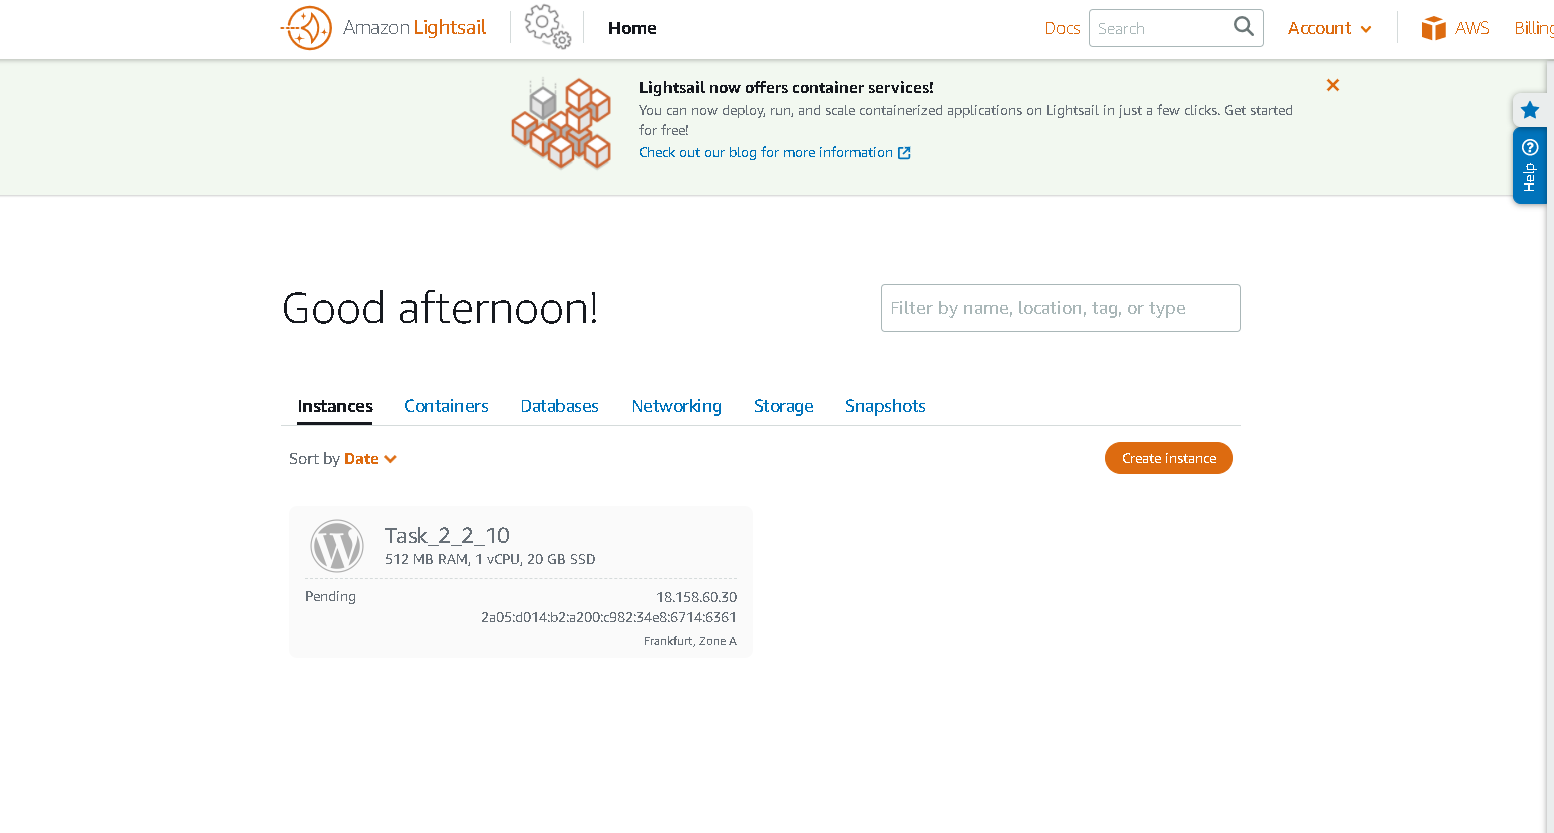 Amazon Lightsail
Home
Docs
Search
Account
AWS
Billing
Lightsail now offers container services!
You can now deploy, run, and scale containerized applications on Lightsail in just a few clicks. Get started
for free!
Check out our blog for more information
Help
Good afternoon!
Filter by name, location, tag, or type
Instances
Containers
Databases
Networking
Storage
Snapshots
Sort by Date
Create instance
Task_2_2_10
512 MB RAM, 1 vCPU, 20 GB SSD
Pending
18.158.60.30
2a05:d014:b2:a200:c982:34e8:6714:6361
Frankfurt, Zone A